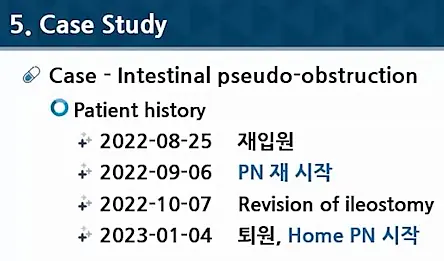 5. Case Study
Case - Intestinal pseudo-obstruction
Patient history
2022-08-25 재입원
2022-09-06 PN 재 시작
2022-10-07 Revision of ileostomy
2023-01-04 퇴원, Home PN 시작